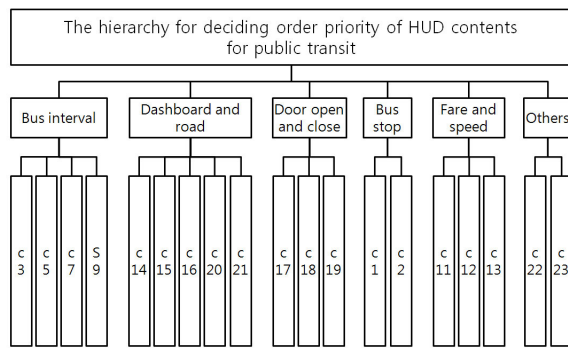 The hierarchy for deciding order priority of HUD contents
for public transit
Bus interval
Dashboard and
road
Door open
and close
Bus
stop
Fare and
speed
Others
c
3
c
5
c
7
S
9
c
14
c
15
c
16
c
20
c
21
c
17
c
18
c
19
c
1
c
2
c
11
c
12
c
13
c
22
c
23